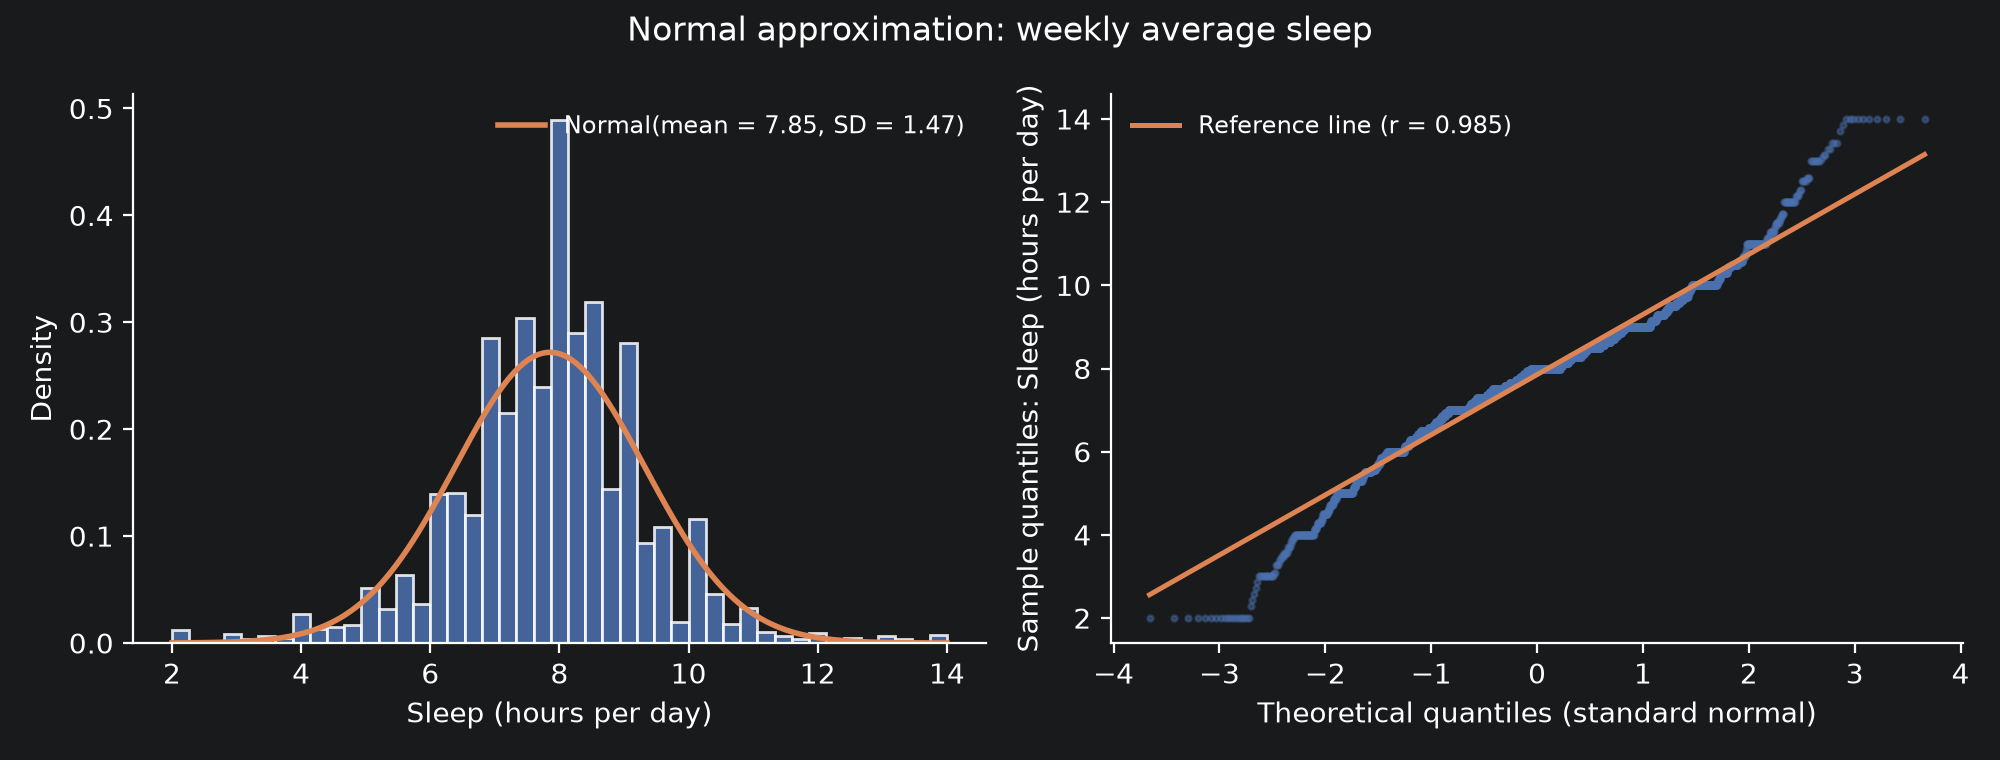 Normal approximation: weekly average sleep
Normal(mean = 7.85, SD = 1.47)
Density
0.5
0.4
0.3
0.2
0.1
0.0
2 4 6 8 10 12 14
Sleep (hours per day)
Reference line (r = 0.985)
Sample quantiles: Sleep (hours per day)
14
12
10
8
6
4
2
−4 −3 −2 −1 0 1 2 3 4
Theoretical quantiles (standard normal)